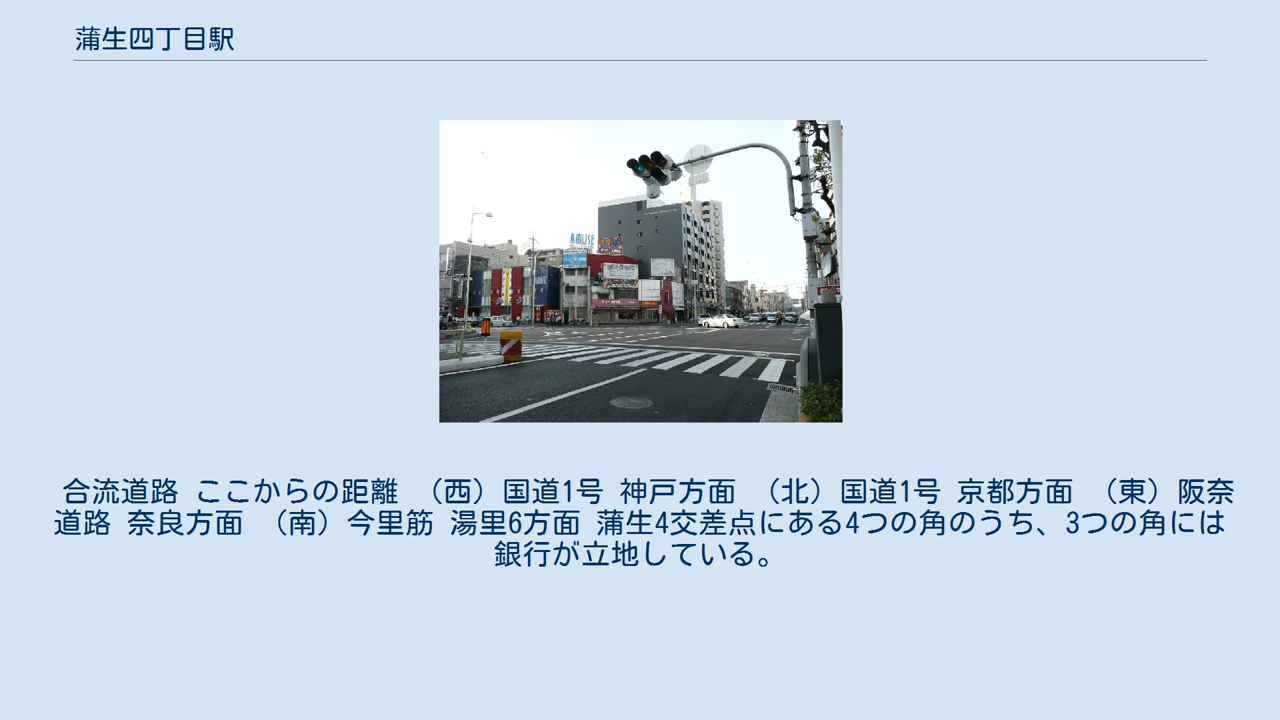 蒲生四丁目駅
AMUSE
合流道路 ここからの距離 （西）国道1号 神戸方面 （北）国道1号 京都方面 （東）阪奈
道路 奈良方面 （南）今里筋 湯里6方面 蒲生4交差点にある4つの角のうち、3つの角には
銀行が立地している。